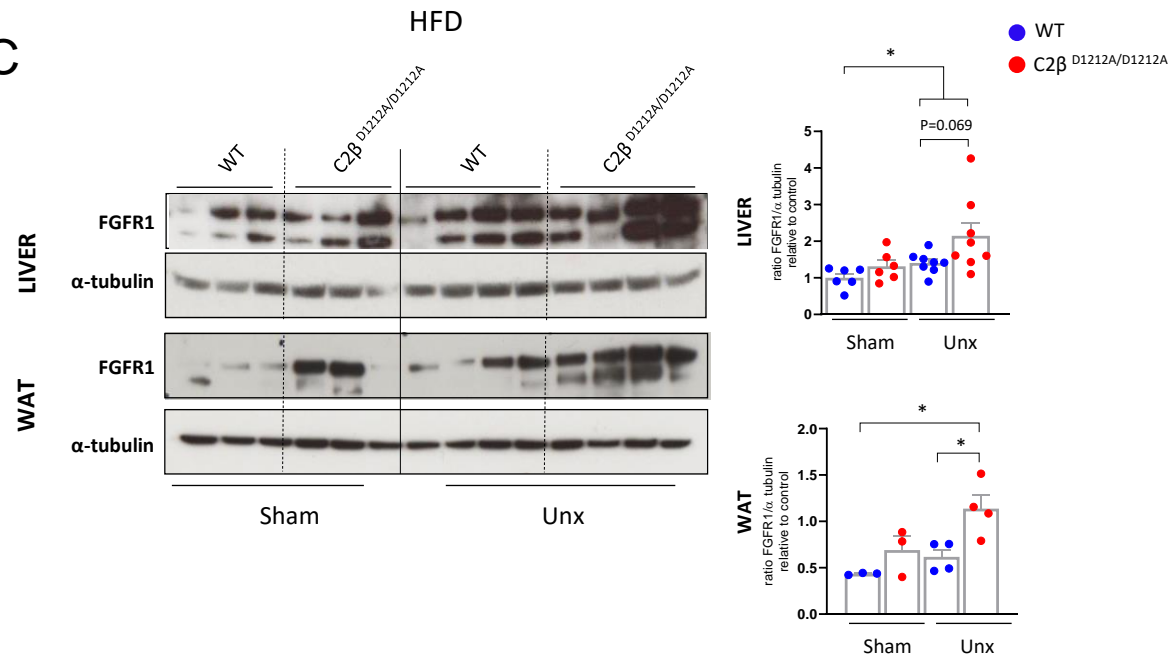 C
HFD
WT
C2β D1212A/D1212A
WT
C2β D1212A/D1212A
LIVER
FGFR1
α-tubulin
WAT
FGFR1
α-tubulin
Sham
Unx
WT
C2β D1212A/D1212A
*
P=0.069
LIVER
ratio FGFR1/α tubulin
relative to control
5
4
3
2
1
0
Sham
Unx
*
*
WAT
ratio FGFR1/α tubulin
relative to control
2.0
1.5
1.0
0.5
0.0
Sham
Unx